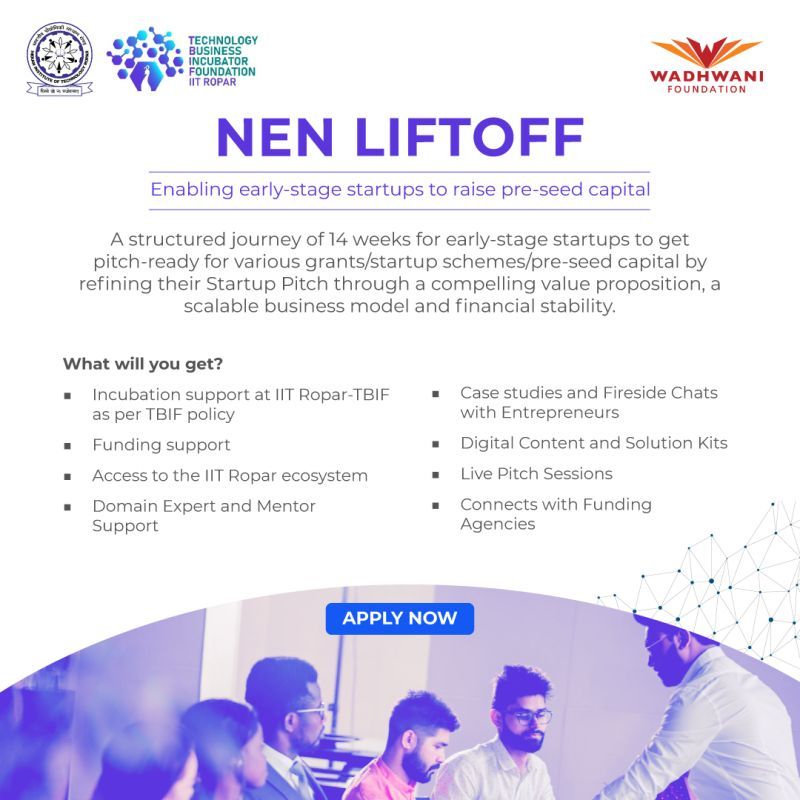 TECHNOLOGY
BUSINESS
INCUBATOR
FOUNDATION
IIT ROPAR
WADHWANI
FOUNDATION
NEN LIFTOFF
Enabling early-stage startups to raise pre-seed capital
A structured journey of 14 weeks for early-stage startups to get
pitch-ready for various grants/startup schemes/pre-seed capital by
refining their Startup Pitch through a compelling value proposition, a
scalable business model and financial stability.
What will you get?
▪ Incubation support at IIT Ropar-TBIF
as per TBIF policy
▪ Funding support
▪ Access to the IIT Ropar ecosystem
▪ Domain Expert and Mentor
Support
▪ Case studies and Fireside Chats
with Entrepreneurs
▪ Digital Content and Solution Kits
▪ Live Pitch Sessions
▪ Connects with Funding
Agencies
APPLY NOW